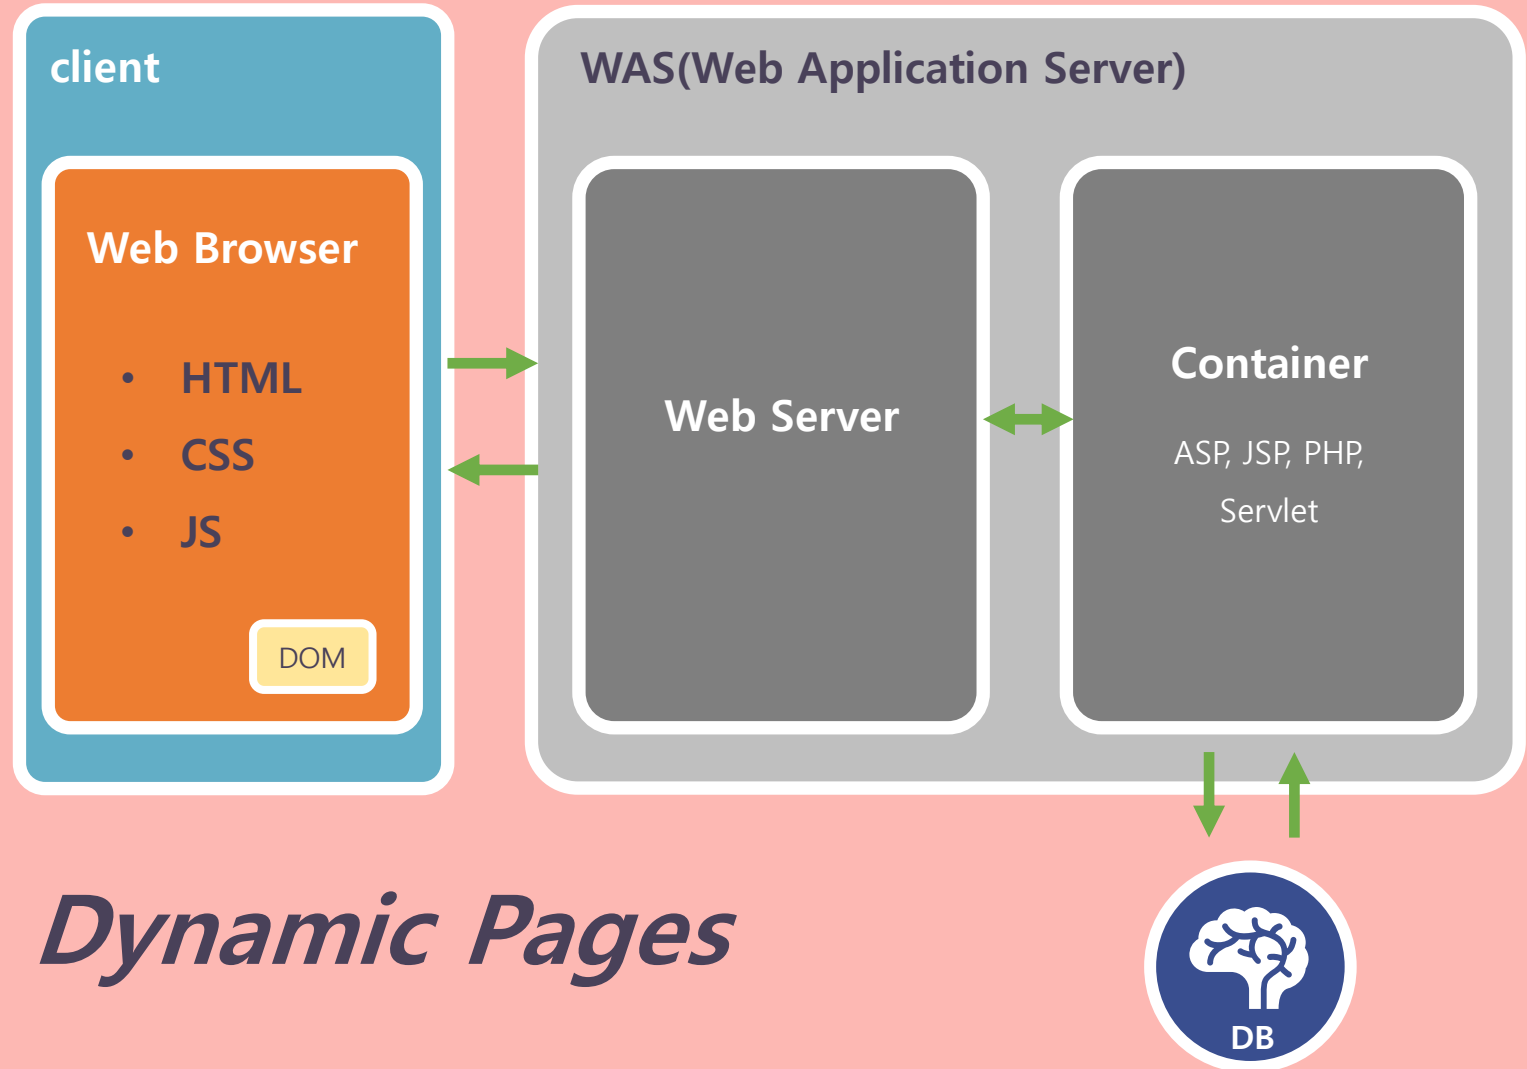 client
Web Browser
• HTML
• CSS
• JS
DOM
WAS(Web Application Server)
Web Server
Container
ASP, JSP, PHP,
Servlet
Dynamic Pages
DB